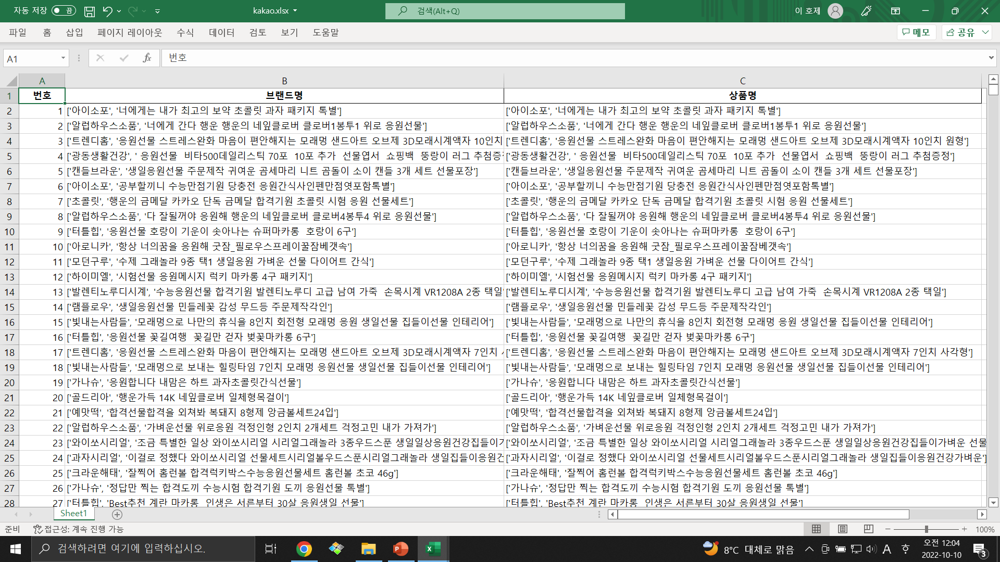 자동 저장 끔
kakao.xlsx
검색(Alt+Q)
이 호제
파일 홈 삽입 페이지 레이아웃 수식 데이터 검토 보기 도움말
메모 공유
A1 fx 번호
A B C
1 번호 브랜드명 상품명
2 1 ['아이소포', '너에게는 내가 최고의 보약 초콜릿 과자 패키지 톡별'] ['아이소포', '너에게는 내가 최고의 보약 초콜릿 과자 패키지 톡별']
3 2 ['알럽하우스소품', '너에게 간다 행운 행운의 네잎클로버 클로버1봉투1 위로 응원선물'] ['알럽하우스소품', '너에게 간다 행운 행운의 네잎클로버 클로버1봉투1 위로 응원선물']
4 3 ['트렌디홈', '응원선물 스트레스완화 마음이 편안해지는 모래멍 샌드아트 오브제 3D모래시계액자 10인치 ['트렌디홈', '응원선물 스트레스완화 마음이 편안해지는 모래멍 샌드아트 오브제 3D모래시계액자 10인치 원형']
5 4 ['광동생활건강', ' 응원선물  비타500데일리스틱 70포  10포 추가  선물엽서  쇼핑백  뚱랑이 러그 추첨증정 ['광동생활건강', ' 응원선물  비타500데일리스틱 70포  10포 추가  선물엽서  쇼핑백  뚱랑이 러그 추첨증정']
6 5 ['캔들브라운', '생일응원선물 주문제작 귀여운 곰세마리 니트 곰돌이 소이 캔들 3개 세트 선물포장'] ['캔들브라운', '생일응원선물 주문제작 귀여운 곰세마리 니트 곰돌이 소이 캔들 3개 세트 선물포장']
7 6 ['아이소포', '공부할끼니 수능만점기원 당충전 응원간식사인펜만점엿포함특별'] ['아이소포', '공부할끼니 수능만점기원 당충전 응원간식사인펜만점엿포함특별']
8 7 ['초콜릿', '행운의 금메달 카카오 단독 금메달 합격기원 초콜릿 시험 응원 선물세트'] ['초콜릿', '행운의 금메달 카카오 단독 금메달 합격기원 초콜릿 시험 응원 선물세트']
9 8 ['알럽하우스소품', '다 잘될꺼야 응원해 행운의 네잎클로버 클로버4봉투4 위로 응원선물'] ['알럽하우스소품', '다 잘될꺼야 응원해 행운의 네잎클로버 클로버4봉투4 위로 응원선물']
10 9 ['터틀힙', '응원선물 호랑이 기운이 솟아나는 슈퍼마카롱  호랑이 6구'] ['터틀힙', '응원선물 호랑이 기운이 솟아나는 슈퍼마카롱  호랑이 6구']
11 10 ['아로니카', '항상 너의꿈을 응원해 굿잠_필로우스프레이꿀잠베갯속'] ['아로니카', '항상 너의꿈을 응원해 굿잠_필로우스프레이꿀잠베갯속']
12 11 ['모던구루', '수제 그래놀라 9종 택1 생일응원 가벼운 선물 다이어트 간식'] ['모던구루', '수제 그래놀라 9종 택1 생일응원 가벼운 선물 다이어트 간식']
13 12 ['하이미엘', '시험선물 응원메시지 럭키 마카롱 4구 패키지'] ['하이미엘', '시험선물 응원메시지 럭키 마카롱 4구 패키지']
14 13 ['발렌티노루디시계', '수능응원선물 합격기원 발렌티노루디 고급 남여 가죽  손목시계 VR1208A 2종 택일' ['발렌티노루디시계', '수능응원선물 합격기원 발렌티노루디 고급 남여 가죽  손목시계 VR1208A 2종 택일']
15 14 ['램플로우', '생일응원선물 민들레꽃 감성 무드등 주문제작각인'] ['램플로우', '생일응원선물 민들레꽃 감성 무드등 주문제작각인']
16 15 ['빛내는사람들', '모래멍으로 나만의 휴식을 8인치 회전형 모래멍 응원 생일선물 집들이선물 인테리어'] ['빛내는사람들', '모래멍으로 나만의 휴식을 8인치 회전형 모래멍 응원 생일선물 집들이선물 인테리어']
17 16 ['터틀힙', '응원선물 꽃길여행  꽃길만 걷자 벚꽃마카롱 6구'] ['터틀힙', '응원선물 꽃길여행  꽃길만 걷자 벚꽃마카롱 6구']
18 17 ['트렌디홈', '응원선물 스트레스완화 마음이 편안해지는 모래멍 샌드아트 오브제 3D모래시계액자 7인치 ['트렌디홈', '응원선물 스트레스완화 마음이 편안해지는 모래멍 샌드아트 오브제 3D모래시계액자 7인치 사각형']
19 18 ['빛내는사람들', '모래멍으로 보내는 힐링타임 7인치 모래멍 응원선물 생일선물 집들이선물 인테리어'] ['빛내는사람들', '모래멍으로 보내는 힐링타임 7인치 모래멍 응원선물 생일선물 집들이선물 인테리어']
20 19 ['가나슈', '응원합니다 내맘은 하트 과자초콜릿간식선물'] ['가나슈', '응원합니다 내맘은 하트 과자초콜릿간식선물']
21 20 ['골드리아', '행운가득 14K 네잎클로버 일체형목걸이'] ['골드리아', '행운가득 14K 네잎클로버 일체형목걸이']
22 21 ['예맛떡', '합격선물합격을 외쳐봐 복돼지 8형제 앙금볼세트24입'] ['예맛떡', '합격선물합격을 외쳐봐 복돼지 8형제 앙금볼세트24입']
23 22 ['알럽하우스소품', '가벼운선물 위로응원 걱정인형 2인치 2개세트 걱정고민 내가 가져가'] ['알럽하우스소품', '가벼운선물 위로응원 걱정인형 2인치 2개세트 걱정고민 내가 가져가']
24 23 ['와이쏘시리얼', '조금 특별한 일상 와이쏘시리얼 시리얼그래놀라 3종우드스푼 생일일상응원건강집들이 ['와이쏘시리얼', '조금 특별한 일상 와이쏘시리얼 시리얼그래놀라 3종우드스푼 생일일상응원건강집들이가벼운 선물
25 24 ['과자시리얼', '이걸로 정했다 와이쏘시리얼 선물세트시리얼볼우드스푼시리얼그래놀라 생일집들이응원건 ['과자시리얼', '이걸로 정했다 와이쏘시리얼 선물세트시리얼볼우드스푼시리얼그래놀라 생일집들이응원건강가벼운']
26 25 ['크라운해태', '잘찍어 홈런볼 합격럭키박스수능응원선물세트 홈런볼 초코 46g'] ['크라운해태', '잘찍어 홈런볼 합격럭키박스수능응원선물세트 홈런볼 초코 46g']
27 26 ['가나슈', '정답만 찍는 합격도끼 수능시험 합격기원 도끼 응원선물 특별'] ['가나슈', '정답만 찍는 합격도끼 수능시험 합격기원 도끼 응원선물 특별']
28 27 ['터틀힙', 'Best추천 계란 마카롱  인생은 서른부터 30살 응원생일 선물'] ['터틀힙', 'Best추천 계란 마카롱  인생은 서른부터 30살 응원생일 선물']
Sheet1
준비 접근성: 계속 진행 가능 100%
검색하려면 여기에 입력하십시오.
8°C 대체로 맑음
A
오전 12:04
2022-10-10
3